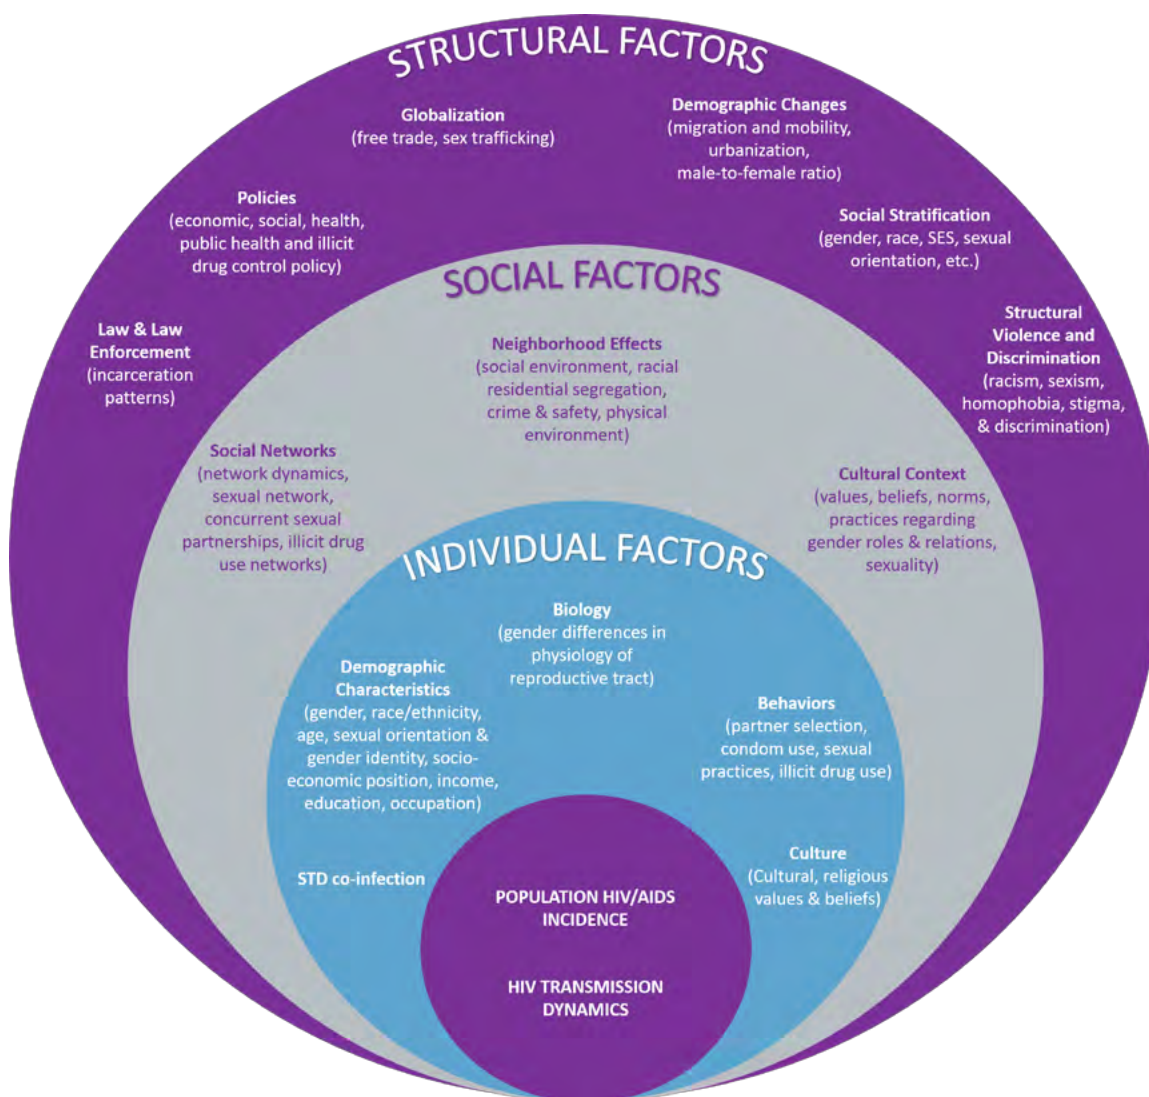 STRUCTURAL FACTORS
Globalization
(free trade, sex trafficking)
Demographic Changes
(migration and mobility,
urbanization,
male-to-female ratio)
Policies
(economic, social, health,
public health and illicit
drug control policy)
Social Stratification
(gender, race, SES, sexual
orientation, etc.)
Law & Law
Enforcement
(incarceration
patterns)
Structural
Violence and
Discrimination
(racism, sexism,
homophobia, stigma,
& discrimination)
SOCIAL FACTORS
Neighborhood Effects
(social environment, racial
residential segregation,
crime & safety, physical
environment)
Social Networks
(network dynamics,
sexual network,
concurrent sexual
partnerships, illicit drug
use networks)
Cultural Context
(values, beliefs, norms,
practices regarding
gender roles & relations,
sexuality)
INDIVIDUAL FACTORS
Biology
(gender differences in
physiology of
reproductive tract)
Demographic
Characteristics
(gender, race/ethnicity,
age, sexual orientation &
gender identity, socio-
economic position, income,
education, occupation)
Behaviors
(partner selection,
condom use, sexual
practices, illicit drug use)
STD co-infection
Culture
(Cultural, religious
values & beliefs)
POPULATION HIV/AIDS
INCIDENCE
HIV TRANSMISSION
DYNAMICS